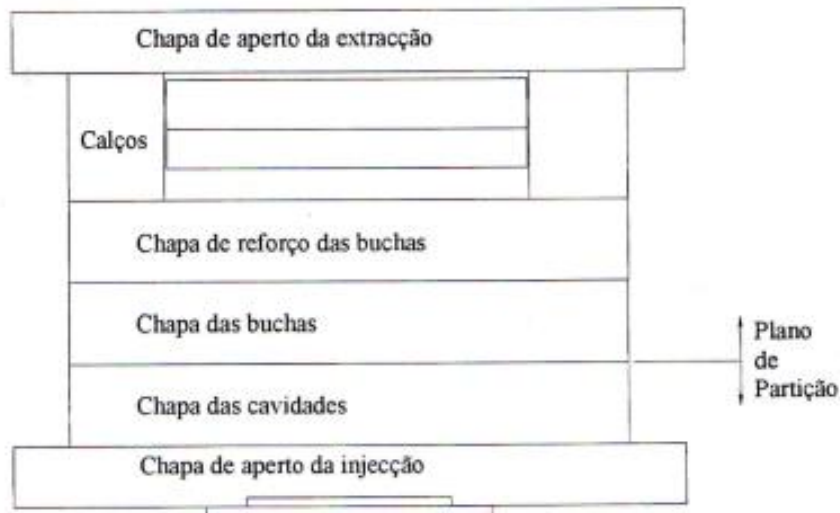 Chapa de aperto da extracção
Calços
Chapa de reforço das buchas
Chapa das buchas
Plano
de
Partição
Chapa das cavidades
Chapa de aperto da injecção